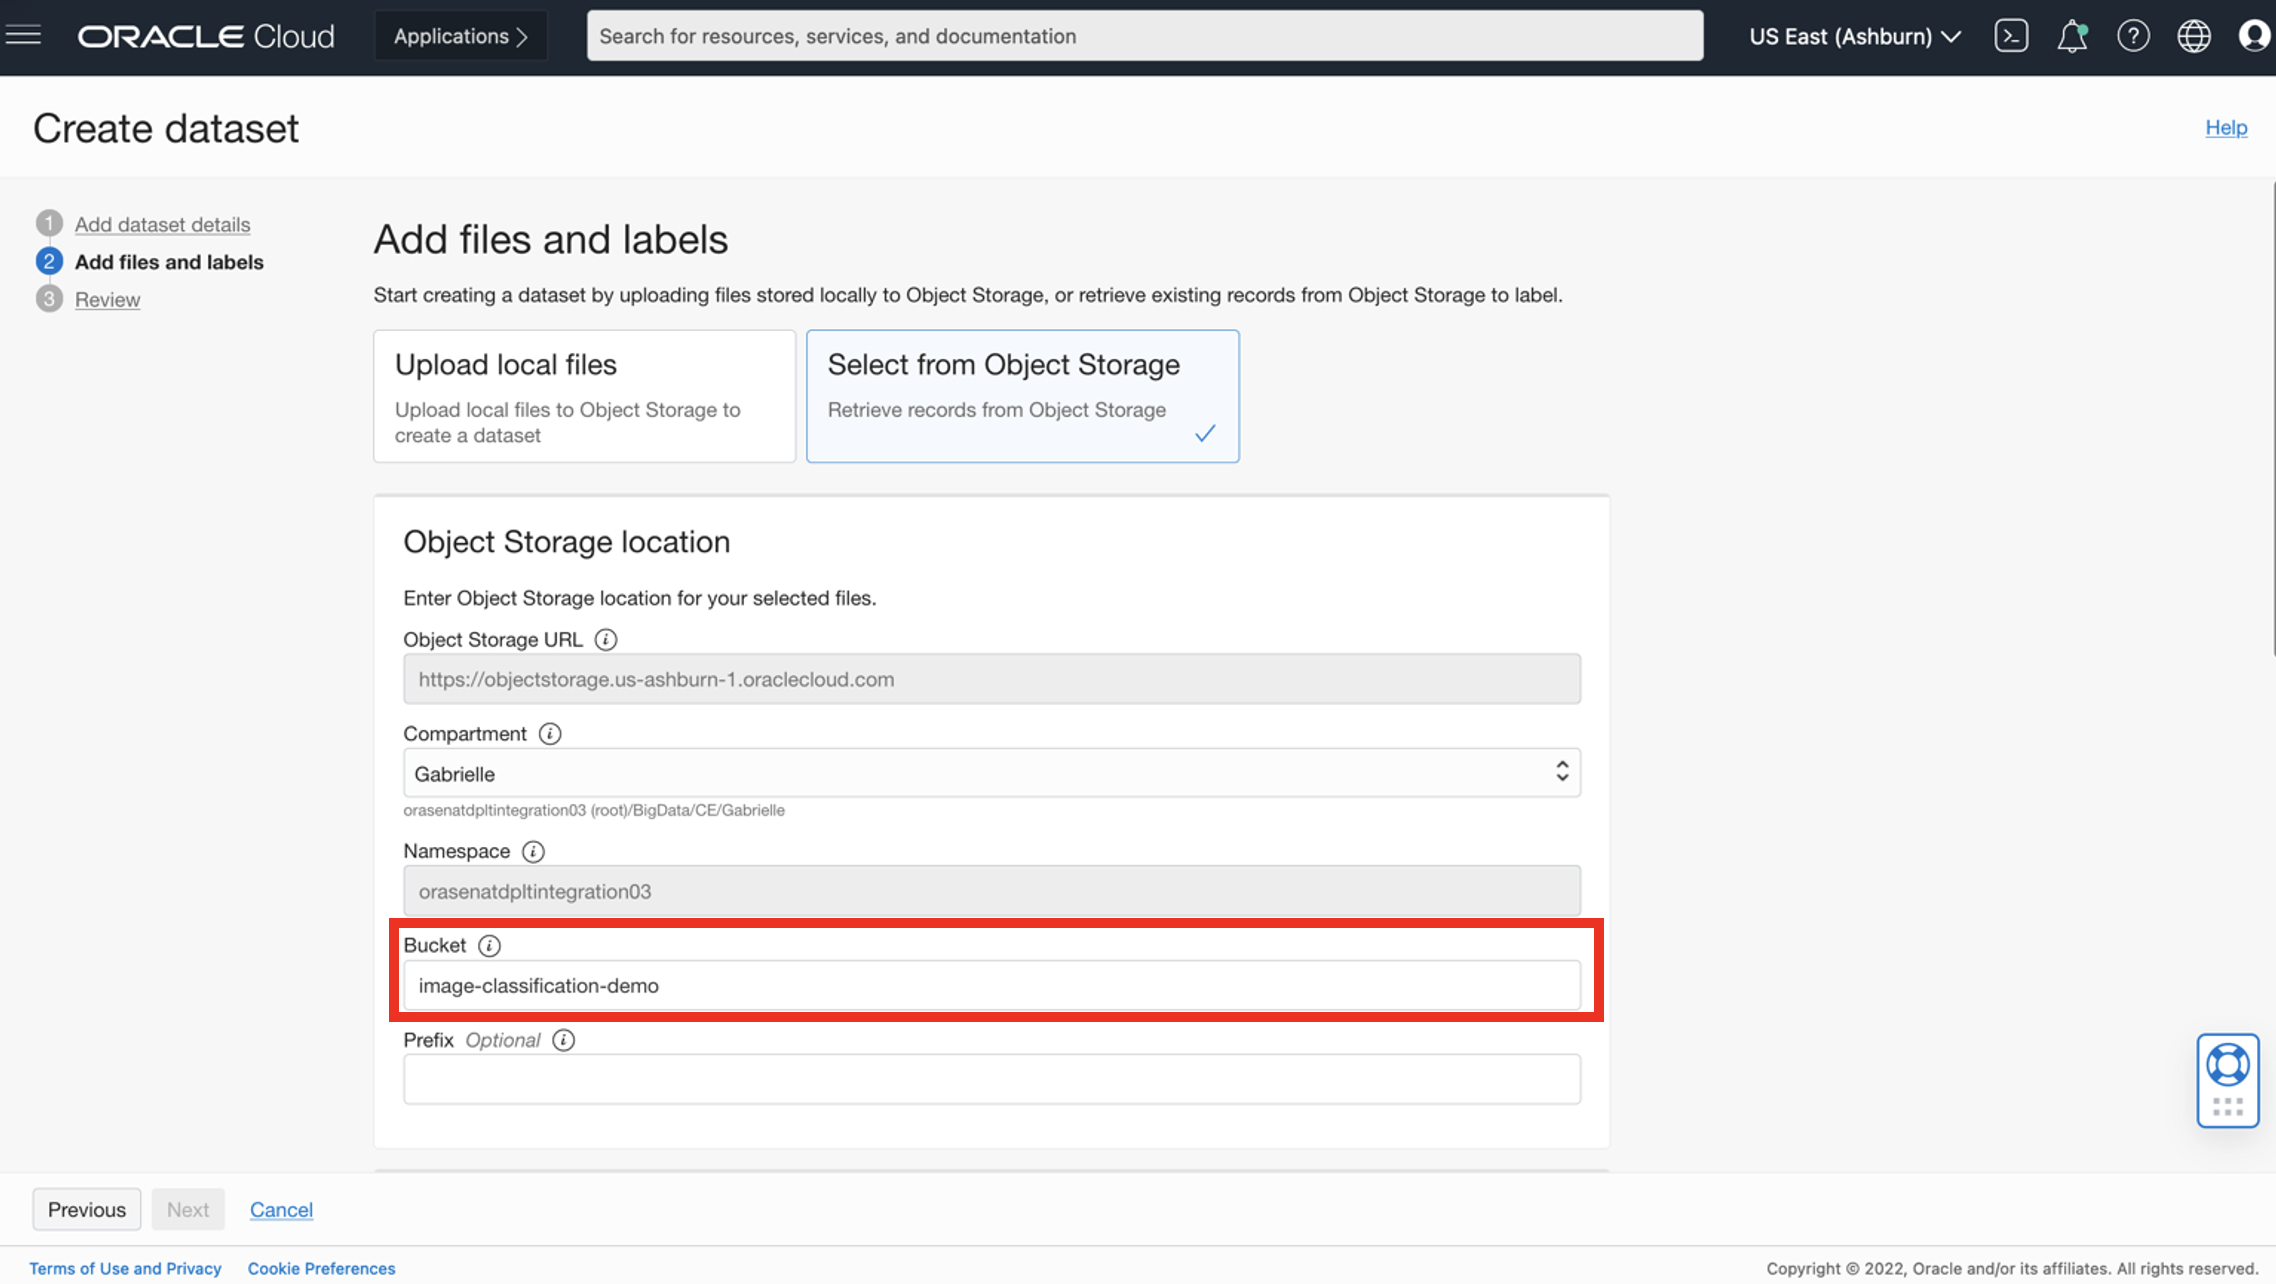 ORACLE Cloud
Applications
Search for resources, services, and documentation
US East (Ashburn)
Create dataset
Help
1 Add dataset details
2 Add files and labels
3 Review
Add files and labels
Start creating a dataset by uploading files stored locally to Object Storage, or retrieve existing records from Object Storage to label.
Upload local files
Upload local files to Object Storage to
create a dataset
Select from Object Storage
Retrieve records from Object Storage
Object Storage location
Enter Object Storage location for your selected files.
Object Storage URL
https://objectstorage.us-ashburn-1.oraclecloud.com
Compartment
Gabrielle
orasenatdpltintegration03 (root)/BigData/CE/Gabrielle
Namespace
orasenatdpltintegration03
Bucket
image-classification-demo
Prefix Optional
Previous Next Cancel
Terms of Use and Privacy Cookie Preferences
Copyright © 2022, Oracle and/or its affiliates. All rights reserved.